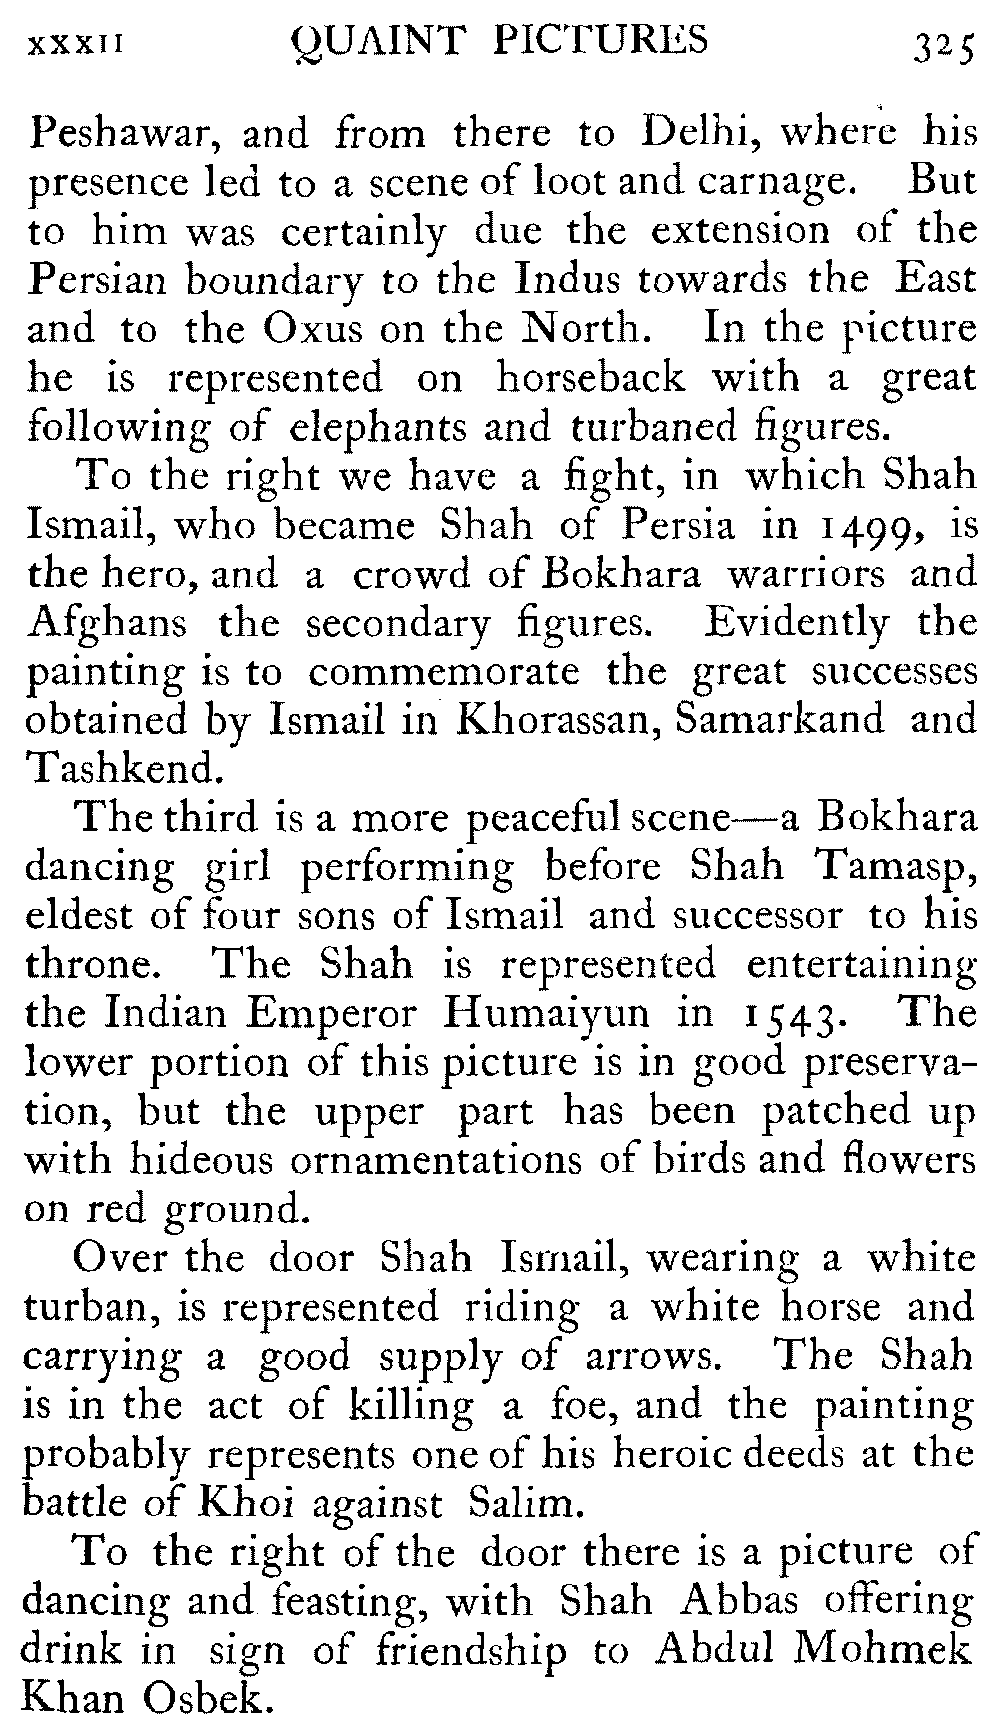 XXXII QUAINT PICTURES 325
Peshawar, and from there to Delhi, where his
presence led to a scene of loot and carnage. But
to him was certainly due the extension of the
Persian boundary to the Indus towards the East
and to the Oxus on the North. In the picture
he is represented on horseback with a great
following of elephants and turbaned figures.
To the right we have a fight, in which Shah
Ismail, who became Shah of Persia in 1499, is
the hero, and a crowd of Bokhara warriors and
Afghans the secondary figures. Evidently the
painting is to commemorate the great successes
obtained by Ismail in Khorassan, Samarkand and
Tashkend.
The third is a more peaceful scene—a Bokhara
dancing girl performing before Shah Tamasp,
eldest of four sons of Ismail and successor to his
throne. The Shah is represented entertaining
the Indian Emperor Humaiyun in 1543. The
lower portion of this picture is in good preserva-
tion, but the upper part has been patched up
with hideous ornamentations of birds and flowers
on red ground.
Over the door Shah Ismail, wearing a white
turban, is represented riding a white horse and
carrying a good supply of arrows. The Shah
is in the act of killing a foe, and the painting
probably represents one of his heroic deeds at the
battle of Khoi against Salim.
To the right of the door there is a picture of
dancing and feasting, with Shah Abbas offering
drink in sign of friendship to Abdul Mohmek
Khan Osbek.